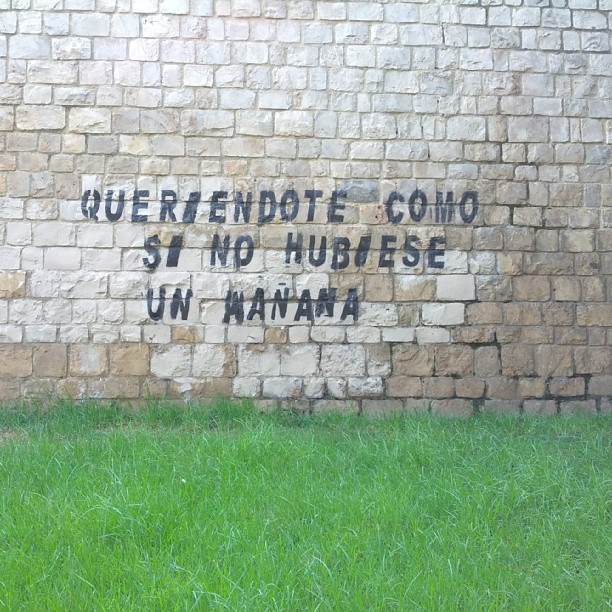 QUERIENDOTE COMO
SI NO HUBIESE
UN MAÑANA